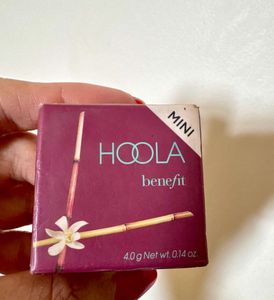 MINI
HOOLA
benefit
4.0 g Net wt. 0.14 oz.